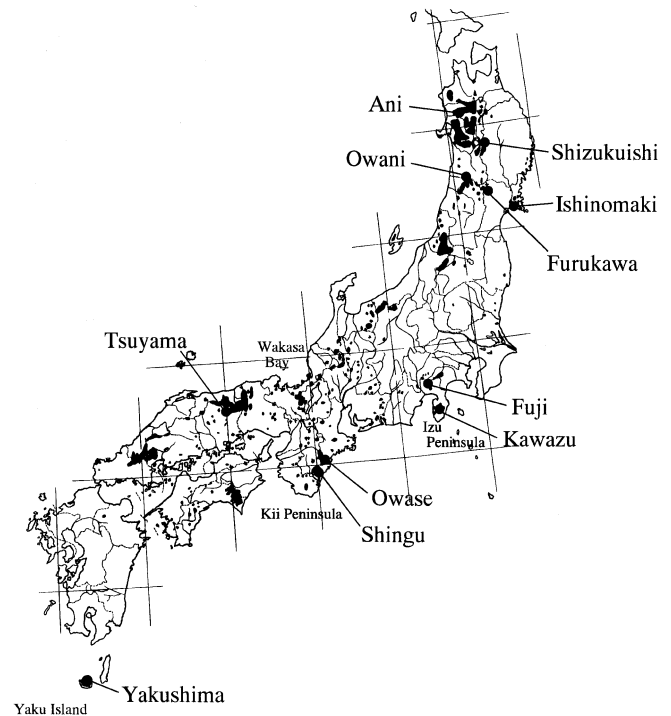 Ani
Shizukuishi
Owani
Ishinomaki
Furukawa
Tsuyama
Wakasa
Bay
Fuji
Izu
Peninsula
Kawazu
Owase
Kii Peninsula
Shingu
Yakushima
Yaku Island